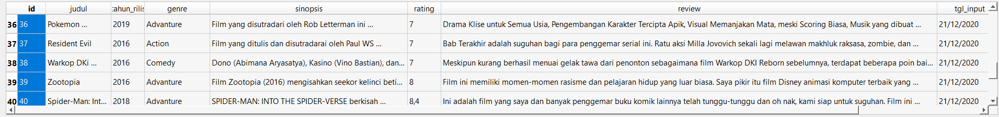 id judul tahun_rilis genre sinopsis rating review tgl_input
36 36 Pokemon ... 2019 Advanture Film yang disutradari oleh Rob Letterman ini ... 7 Drama Klise untuk Semua Usia, Pengembangan Karakter Tercipta Apik, Visual Memanjakan Mata, meski Scoring Biasa, Musik yang dibuat ... 21/12/2020
37 37 Resident Evil 2016 Action Film yang ditulis dan disutradarai oleh Paul WS ... 7 Bab Terakhir adalah suguhan bagi para penggemar serial ini. Ratu aksi Milla Jovovich sekali lagi melawan makhluk raksasa, zombie, dan ... 21/12/2020
38 38 Warkop DKi ... 2016 Comedy Dono (Abimana Aryasatya), Kasino (Vino Bastian), dan... 7 Meskipun kurang berhasil menuai gelak tawa dari penonton sebagaimana film Warkop DKI Reborn sebelumnya, terdapat beberapa poin bai... 21/12/2020
39 39 Zootopia 2016 Advanture Film Zootopia (2016) mengisahkan seekor kelinci beti... 8 Film ini memiliki momen-momen rasisme dan pelajaran hidup yang luar biasa. Saya pikir itu film Disney animasi komputer terbaik yang ... 21/12/2020
40 40 Spider-Man: Int... 2018 Advanture SPIDER-MAN: INTO THE SPIDER-VERSE berkisah ... 8,4 Ini adalah film yang saya dan banyak penggemar buku komik lainnya telah tunggu-tunggu dan oh nak, kami siap untuk suguhan. Film ini ... 21/12/2020